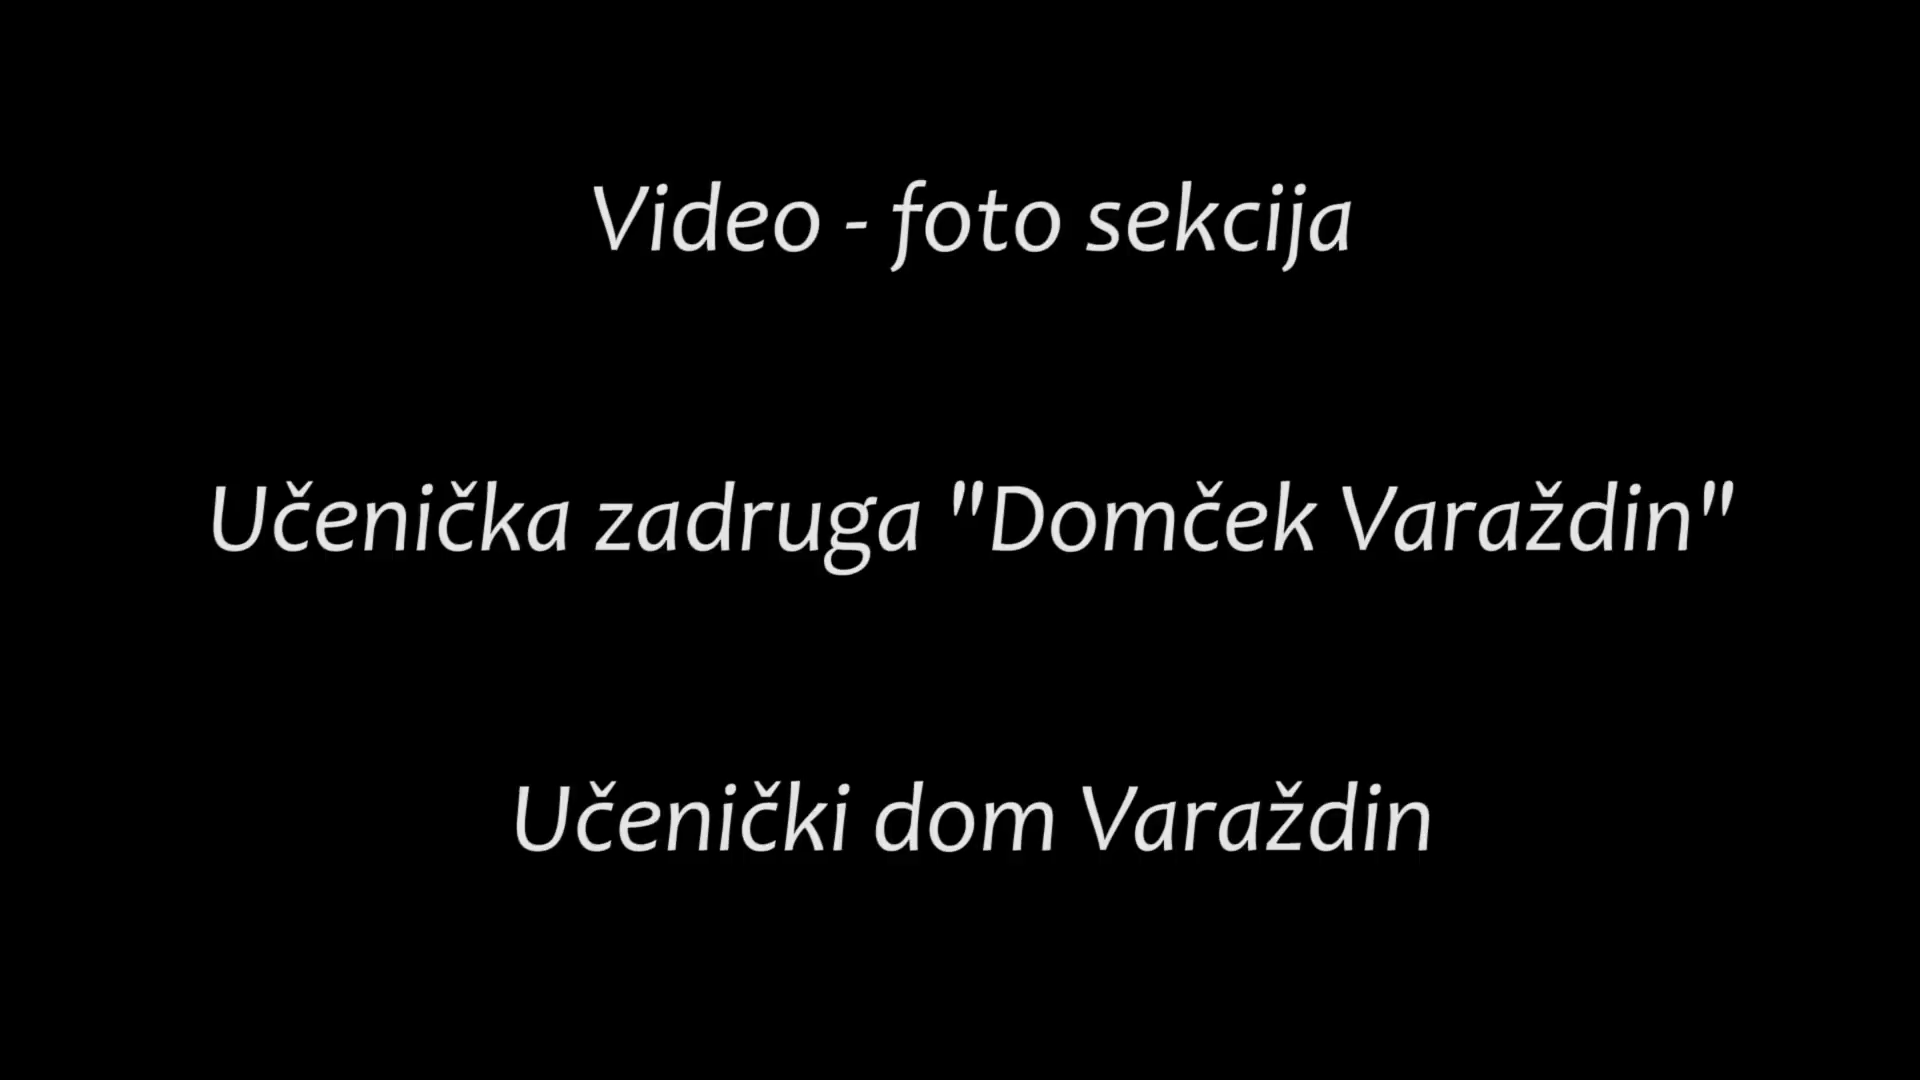 Video - foto sekcija
Učenička zadruga "Domček Varaždin"
Učenički dom Varaždin